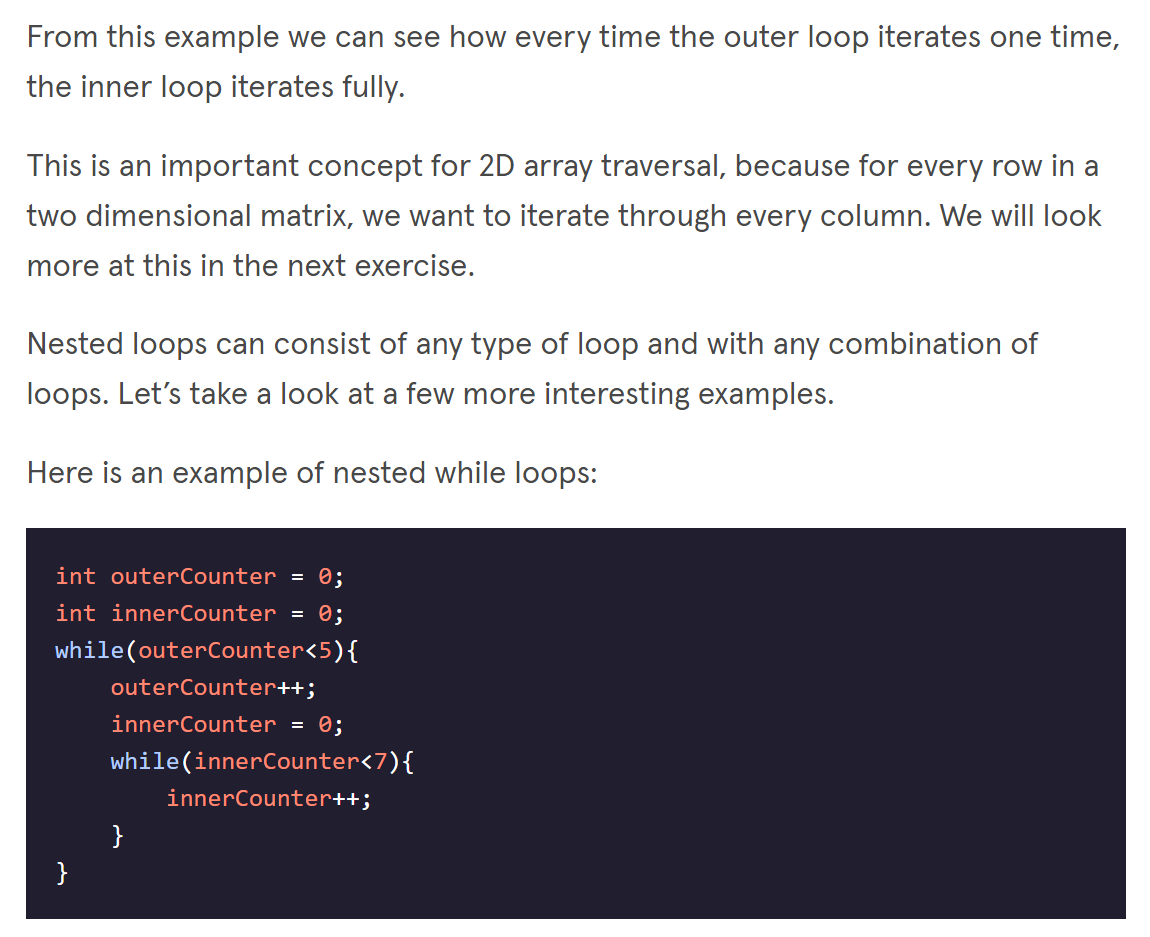 From this example we can see how every time the outer loop iterates one time,
the inner loop iterates fully.
This is an important concept for 2D array traversal, because for every row in a
two dimensional matrix, we want to iterate through every column. We will look
more at this in the next exercise.
Nested loops can consist of any type of loop and with any combination of
loops. Let’s take a look at a few more interesting examples.
Here is an example of nested while loops:
int outerCounter = 0;
int innerCounter = 0;
while(outerCounter<5){
    outerCounter++;
    innerCounter = 0;
    while(innerCounter<7){
        innerCounter++;
    }
}